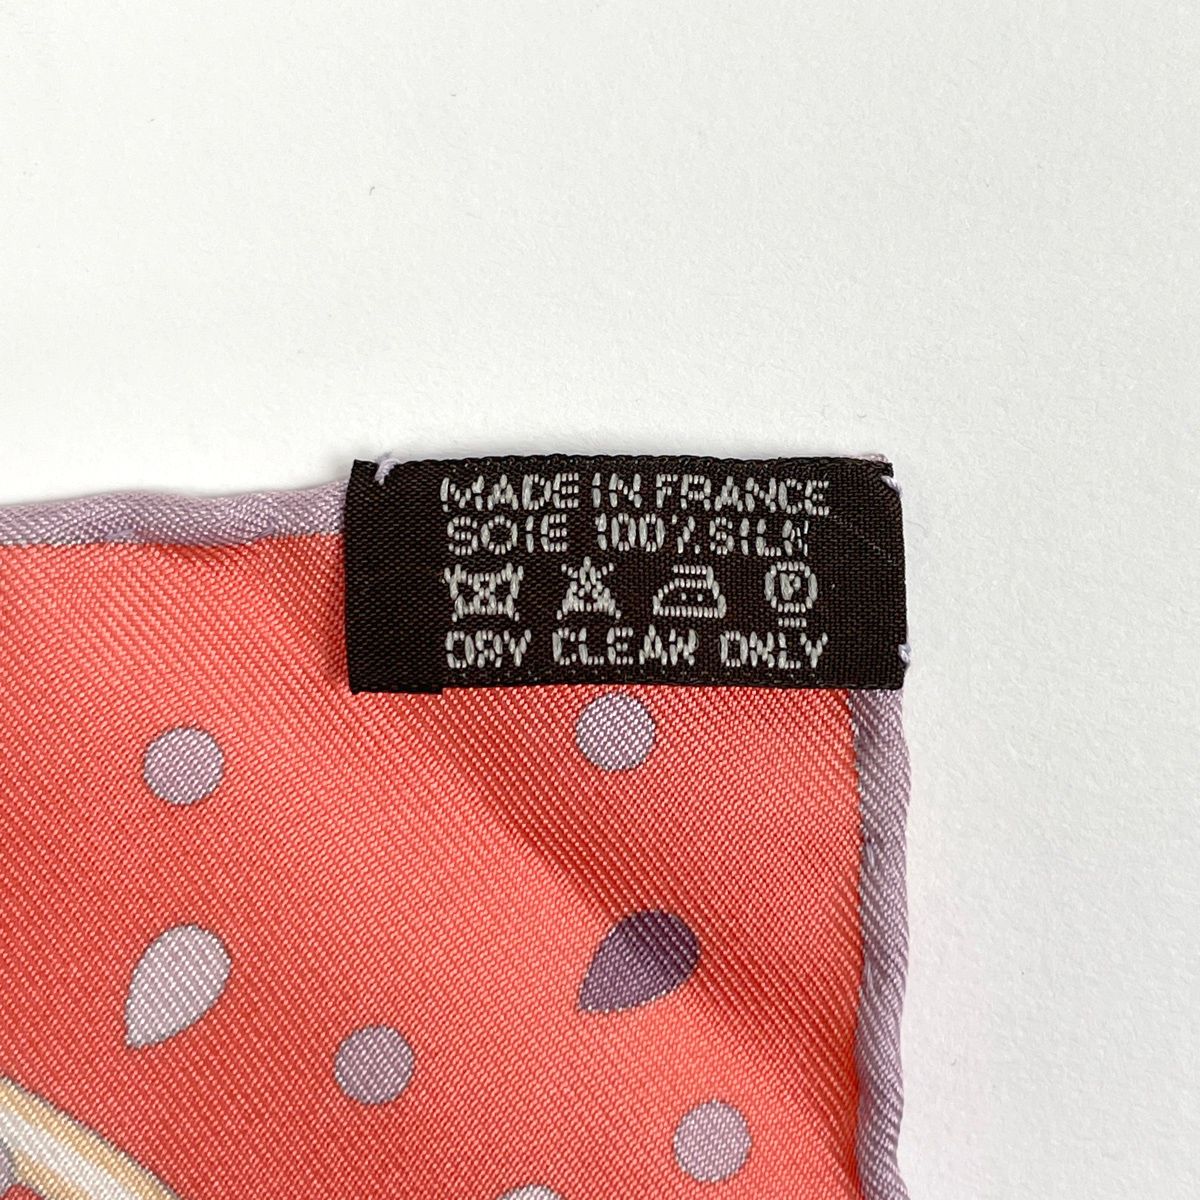 MADE IN FRANCE
SOIE 100% SILK
P
DRY CLEAN ONLY